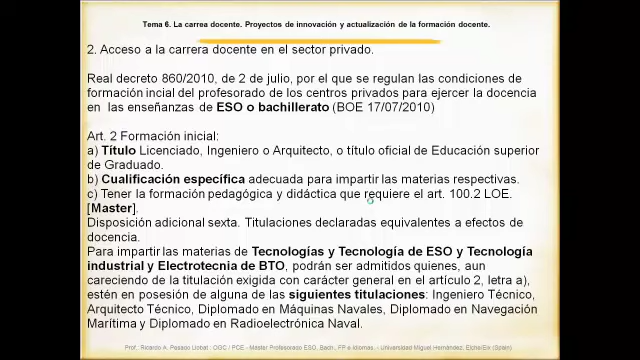 Tema 6. La carrea docente. Proyectos de innovación y actualización de la formación docente.
2. Acceso a la carrera docente en el sector privado.
Real decreto 860/2010, de 2 de julio, por el que se regulan las condiciones de
formación incial del profesorado de los centros privados para ejercer la docencia
en las enseñanzas de ESO o bachillerato (BOE 17/07/2010)
Art. 2 Formación inicial:
a) Título Licenciado, Ingeniero o Arquitecto, o título oficial de Educación superior
de Graduado.
b) Cualificación específica adecuada para impartir las materias respectivas.
c) Tener la formación pedagógica y didáctica que requiere el art. 100.2 LOE.
[Master].
Disposición adicional sexta. Titulaciones declaradas equivalentes a efectos de
docencia.
Para impartir las materias de Tecnologías y Tecnología de ESO y Tecnología
industrial y Electrotecnia de BTO, podrán ser admitidos quienes, aun
careciendo de la titulación exigida con carácter general en el artículo 2, letra a),
estén en posesión de alguna de las siguientes titulaciones: Ingeniero Técnico,
Arquitecto Técnico, Diplomado en Máquinas Navales, Diplomado en Navegación
Marítima y Diplomado en Radioelectrónica Naval.
Prof.: Ricardo A. Pesado Llobat : OGC / PCE - Master Profesorado ESO, Bach., FP e Idiomas. - Universidad Miguel Hernández, Elche/Elx (Spain)